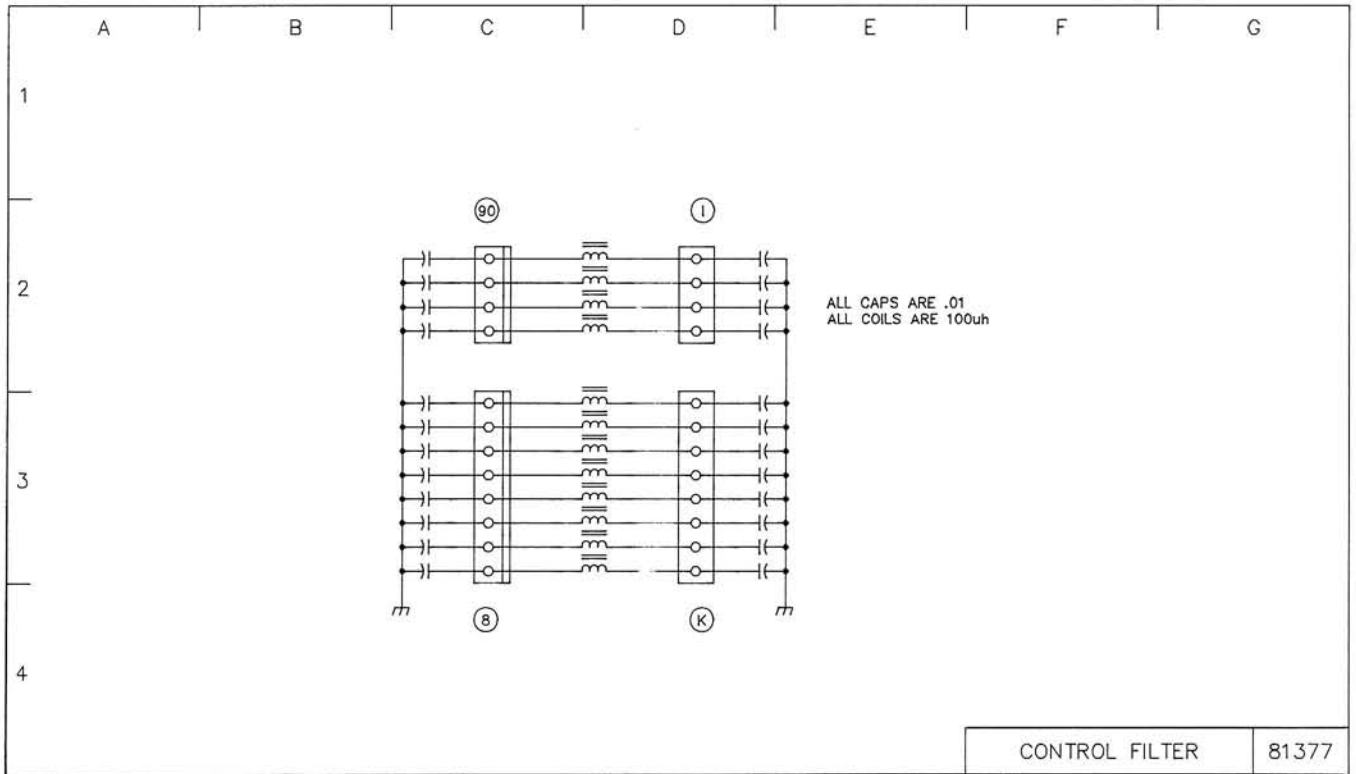 A B C D E F G
1
90 I
2
ALL CAPS ARE .01
ALL COILS ARE 100uh
3
8 K
4
CONTROL FILTER 81377